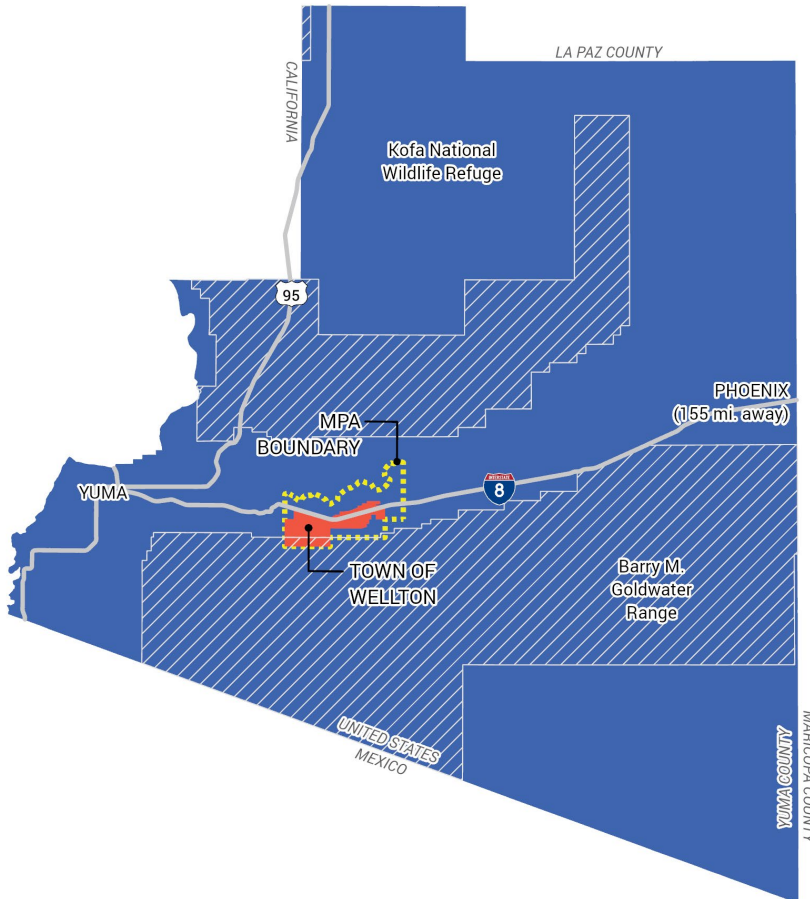 LA PAZ COUNTY
CALIFORNIA
Kofa National
Wildlife Refuge
95
PHOENIX
(155 mi. away)
MPA
BOUNDARY
YUMA
INTERSTATE
8
TOWN OF
WELLTON
Barry M.
Goldwater
Range
UNITED STATES
MEXICO
YUMA COUNTY
MARICOPA COUNTY